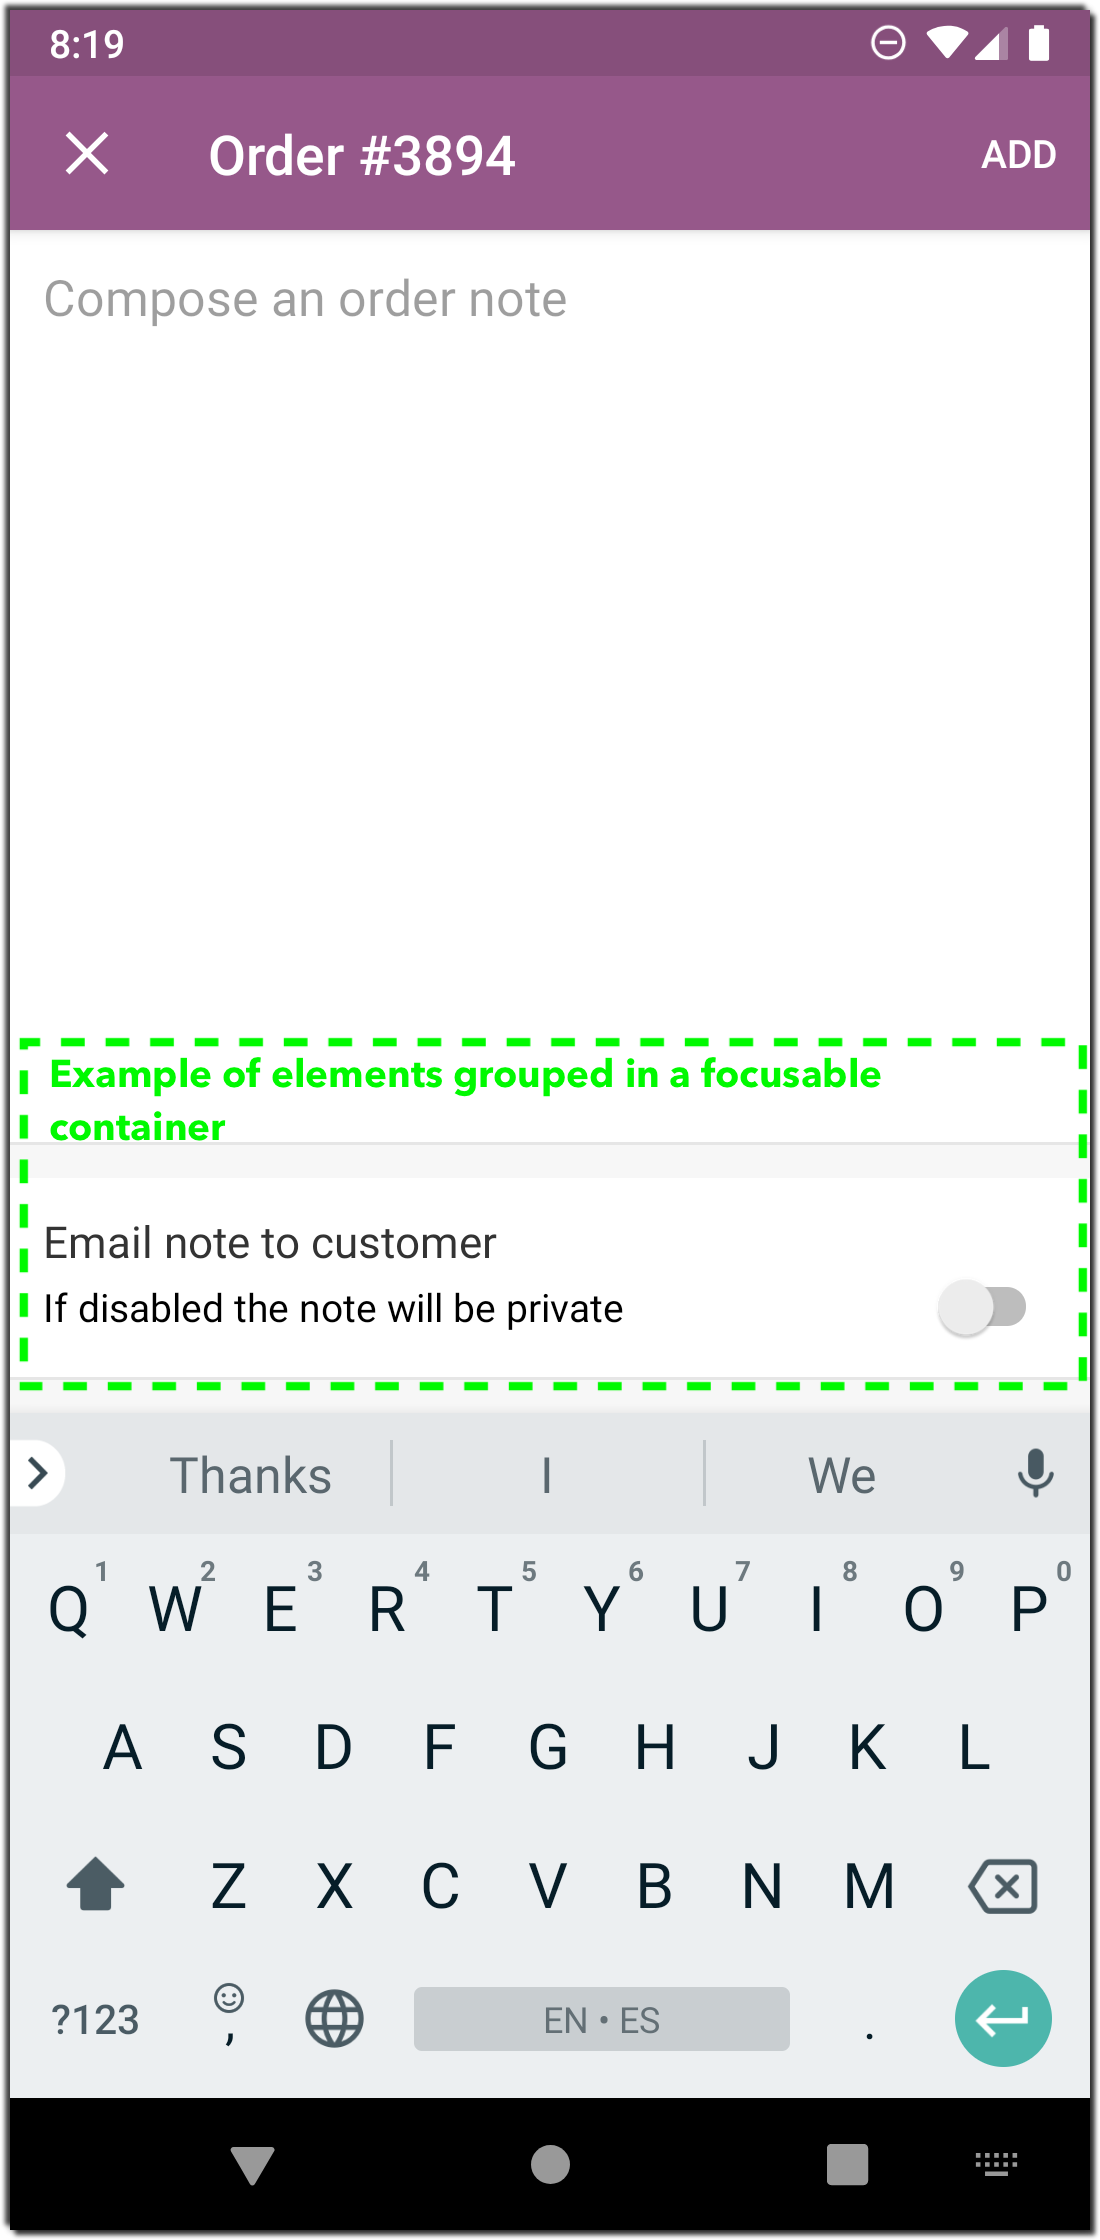 8:19
Order #3894
ADD
Compose an order note
Example of elements grouped in a focusable
container
Email note to customer
If disabled the note will be private
Thanks I We
1 2 3 4 5 6 7 8 9 0
Q W E R T Y U I O P
A S D F G H J K L
Z X C V B N M
?123 , EN • ES .